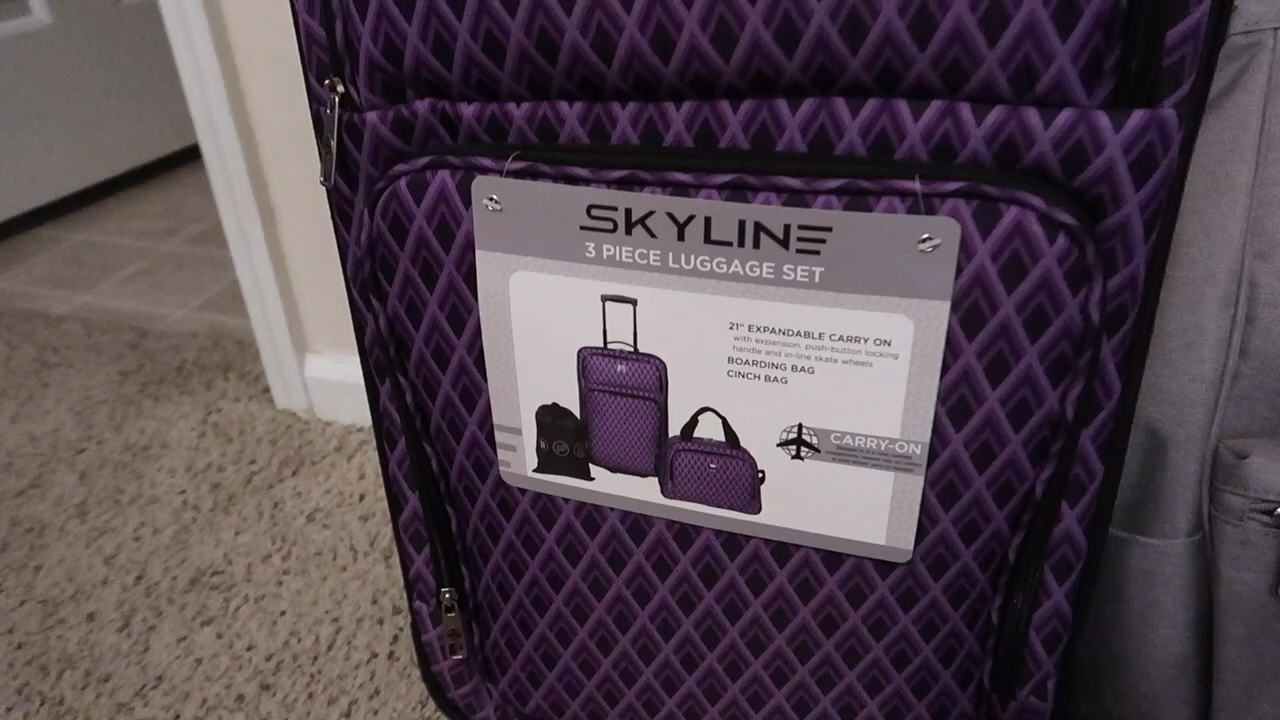 SKYLINE
3 PIECE LUGGAGE SET
21" EXPANDABLE CARRY ON
with expansion, push-button locking
handle and in-line skate wheels
BOARDING BAG
CINCH BAG
CARRY-ON